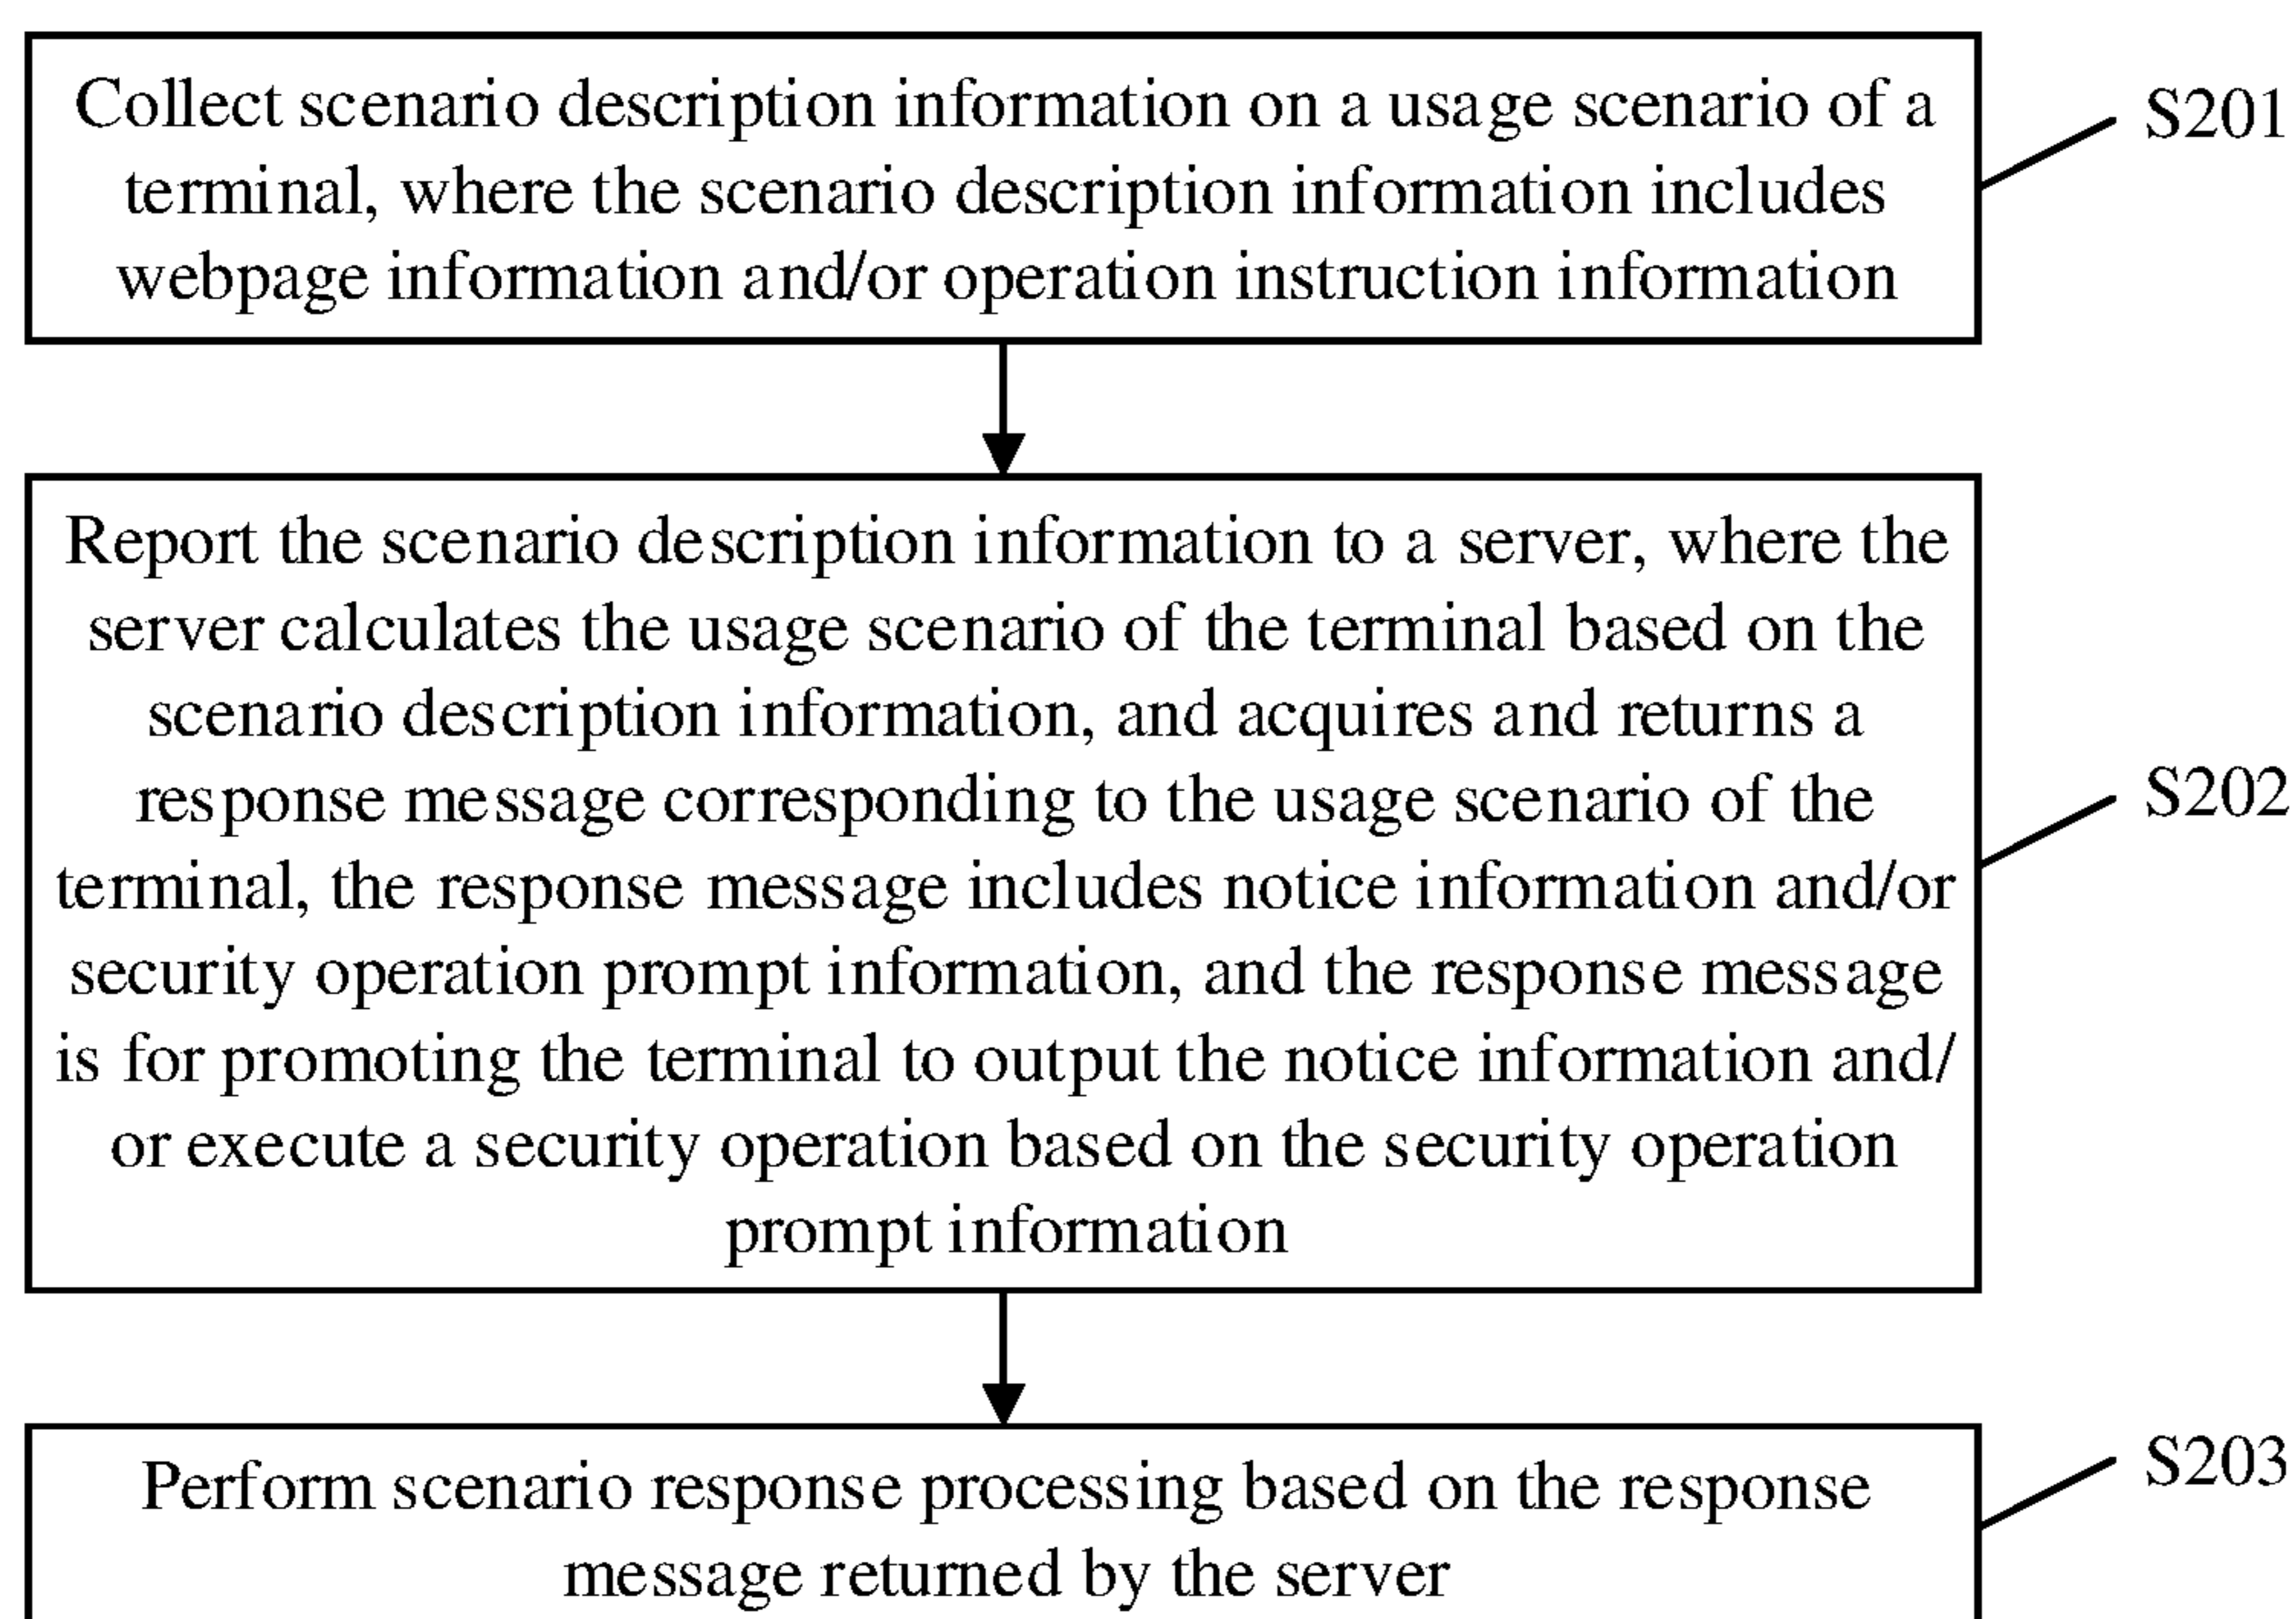 Collect scenario description information on a usage scenario of a
terminal, where the scenario description information includes
webpage information and/or operation instruction information
S201
Report the scenario description information to a server, where the
server calculates the usage scenario of the terminal based on the
scenario description information, and acquires and returns a
response message corresponding to the usage scenario of the
terminal, the response message includes notice information and/or
security operation prompt information, and the response message
is for promoting the terminal to output the notice information and/
or execute a security operation based on the security operation
prompt information
S202
Perform scenario response processing based on the response
message returned by the server
S203